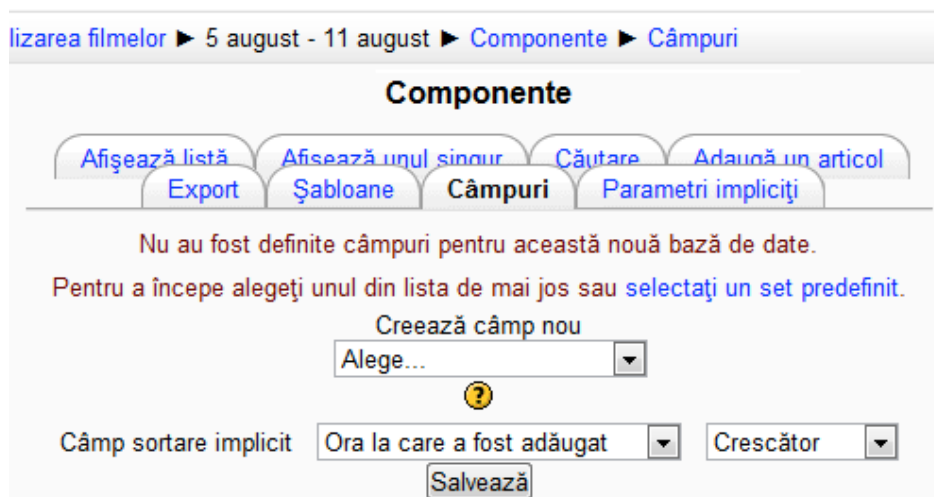 lizarea filmelor ► 5 august - 11 august ► Componente ► Câmpuri
Componente
Afişează listă Afişează unul singur Căutare Adaugă un articol
Export Şabloane Câmpuri Parametri impliciţi
Nu au fost definite câmpuri pentru această nouă bază de date.
Pentru a începe alegeţi unul din lista de mai jos sau selectaţi un set predefinit.
Creează câmp nou
Alege...
?
Câmp sortare implicit Ora la care a fost adăugat Crescător
Salvează